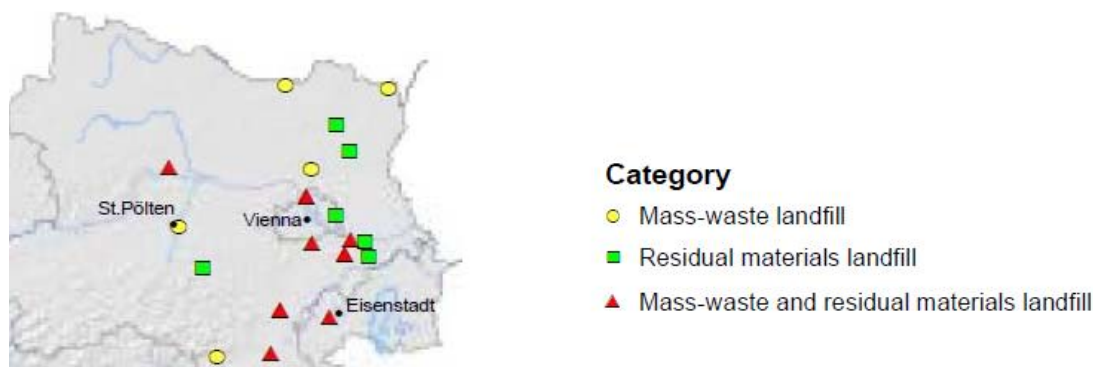 St.Pölten
Vienna
Eisenstadt
Category
Mass-waste landfill
Residual materials landfill
Mass-waste and residual materials landfill